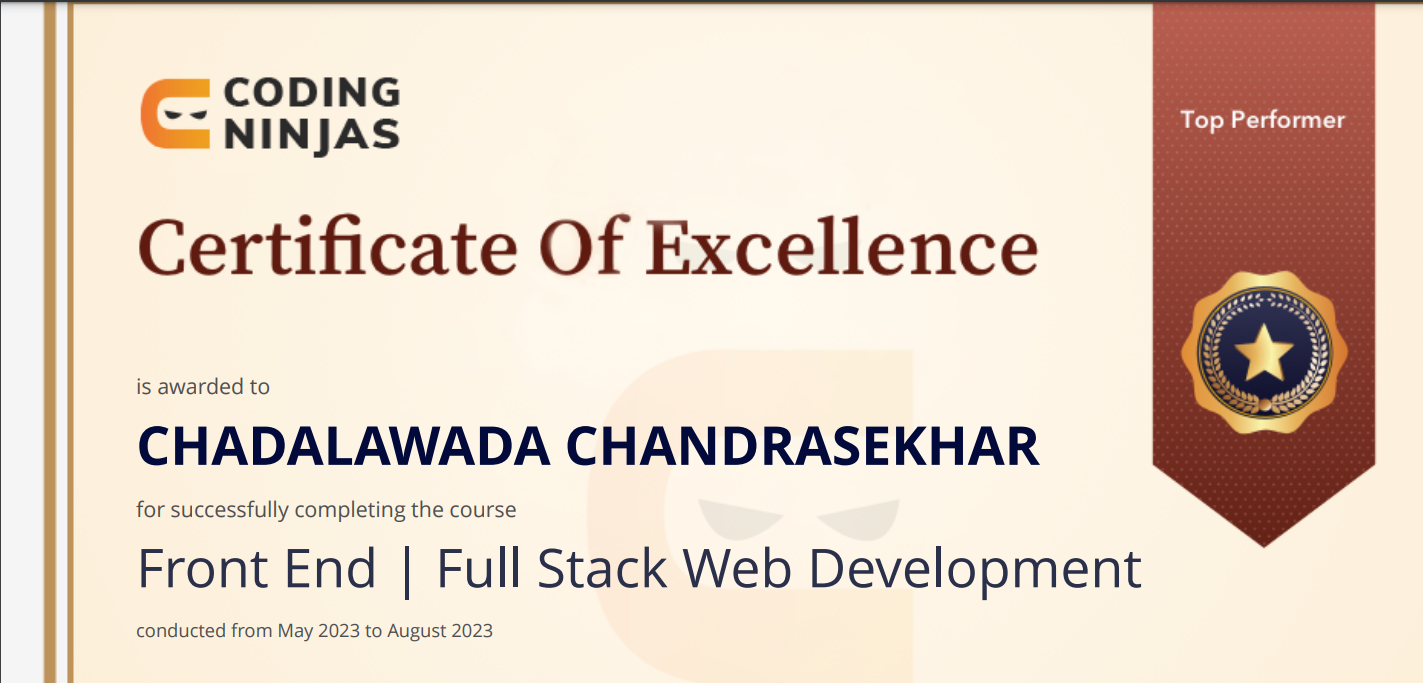 CODING
NINJAS
Top Performer
Certificate Of Excellence
is awarded to
CHADALAWADA CHANDRASEKHAR
for successfully completing the course
Front End | Full Stack Web Development
conducted from May 2023 to August 2023